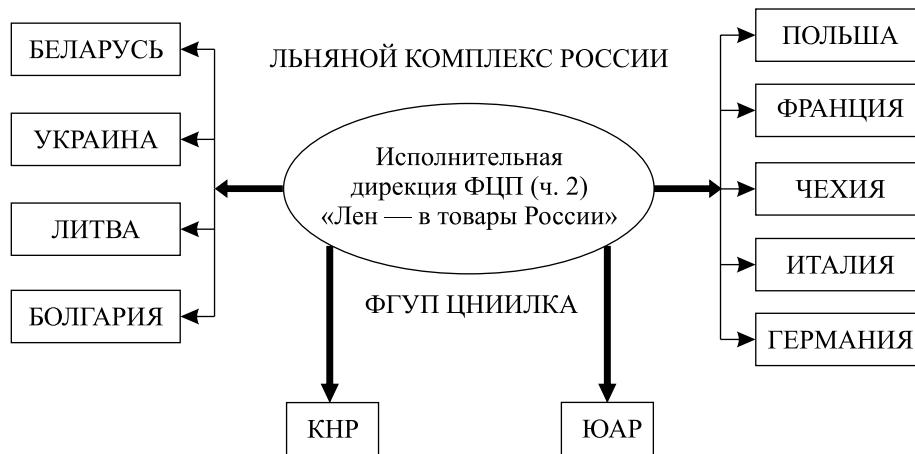 БЕЛАРУСЬ
УКРАИНА
ЛИТВА
БОЛГАРИЯ
ЛЬНЯНОЙ КОМПЛЕКС РОССИИ
Исполнительная
дирекция ФЦП (ч. 2)
«Лен — в товары России»
ФГУП ЦНИИЛКА
КНР
ЮАР
ПОЛЬША
ФРАНЦИЯ
ЧЕХИЯ
ИТАЛИЯ
ГЕРМАНИЯ